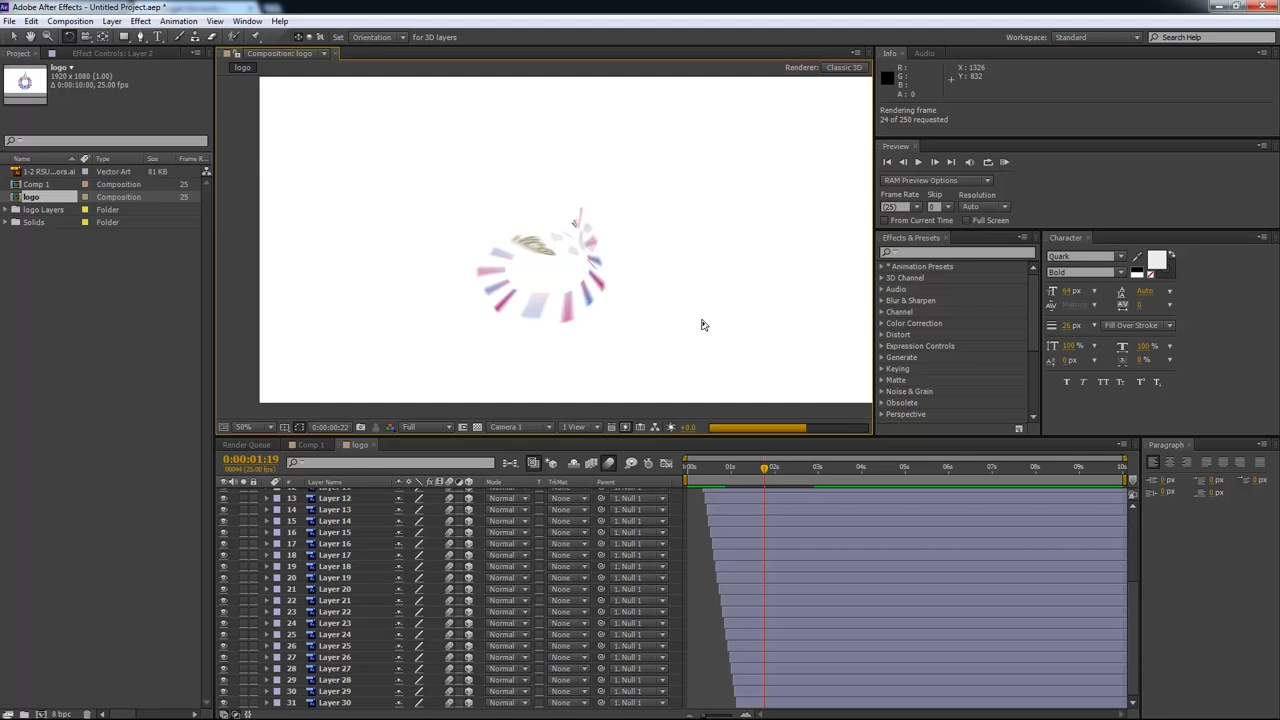 Adobe After Effects - Untitled Project.aep *
File Edit Composition Layer Effect Animation View Window Help
Set Orientation for 3D layers Workspace: Standard Search Help
Project Effect Controls: Layer 2
logo
1920 x 1080 (1.00)
Δ 0:00:10:00, 25.00 fps
Name Type Size Frame R...
1-2 RSU...ors.ai Vector Art 81 KB
Comp 1 Composition 25
logo Composition 25
logo Layers Folder
Solids Folder
8 bpc
Composition: logo
logo
Renderer: Classic 3D
50% 0:00:00:22 Full Camera 1 1 View +0.0
Info Audio
R :
G :
B :
A : 0
X : 1326
Y : 832
Rendering frame
24 of 250 requested
Preview
RAM Preview Options
Frame Rate Skip Resolution
(25) 0 Auto
From Current Time Full Screen
Effects & Presets
* Animation Presets
3D Channel
Audio
Blur & Sharpen
Channel
Color Correction
Distort
Expression Controls
Generate
Keying
Matte
Noise & Grain
Obsolete
Perspective
Character
Quark
Bold
64 px Auto
Metrics 0
26 px Fill Over Stroke
100 % 100 %
0 px 0 %
T T TT Tr T¹ T₁
Render Queue Comp 1 logo
0:00:01:19
00044 (25.00 fps)
:00s 01s 02s 03s 04s 05s 06s 07s 08s 09s 10s
# Layer Name Mode T TrkMat Parent
13 Layer 12 Normal None 1. Null 1
14 Layer 13 Normal None 1. Null 1
15 Layer 14 Normal None 1. Null 1
16 Layer 15 Normal None 1. Null 1
17 Layer 16 Normal None 1. Null 1
18 Layer 17 Normal None 1. Null 1
19 Layer 18 Normal None 1. Null 1
20 Layer 19 Normal None 1. Null 1
21 Layer 20 Normal None 1. Null 1
22 Layer 21 Normal None 1. Null 1
23 Layer 22 Normal None 1. Null 1
24 Layer 23 Normal None 1. Null 1
25 Layer 24 Normal None 1. Null 1
26 Layer 25 Normal None 1. Null 1
27 Layer 26 Normal None 1. Null 1
28 Layer 27 Normal None 1. Null 1
29 Layer 28 Normal None 1. Null 1
30 Layer 29 Normal None 1. Null 1
31 Layer 30 Normal None 1. Null 1
Paragraph
0 px 0 px 0 px
0 px 0 px